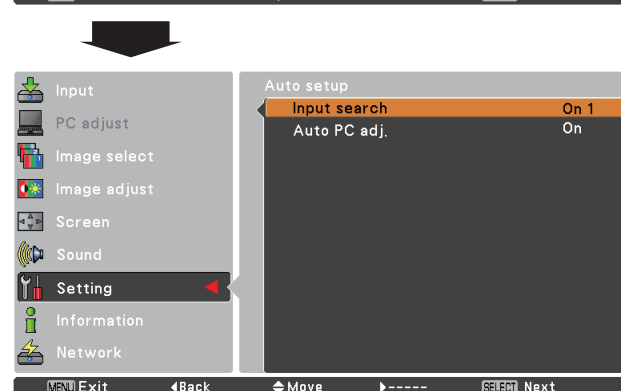 Input
PC adjust
Image select
Image adjust
Screen
Sound
Setting
Information
Network
Auto setup
Input search On 1
Auto PC adj. On
MENU Exit ◀Back ⬍Move ▶----- SELECT Next